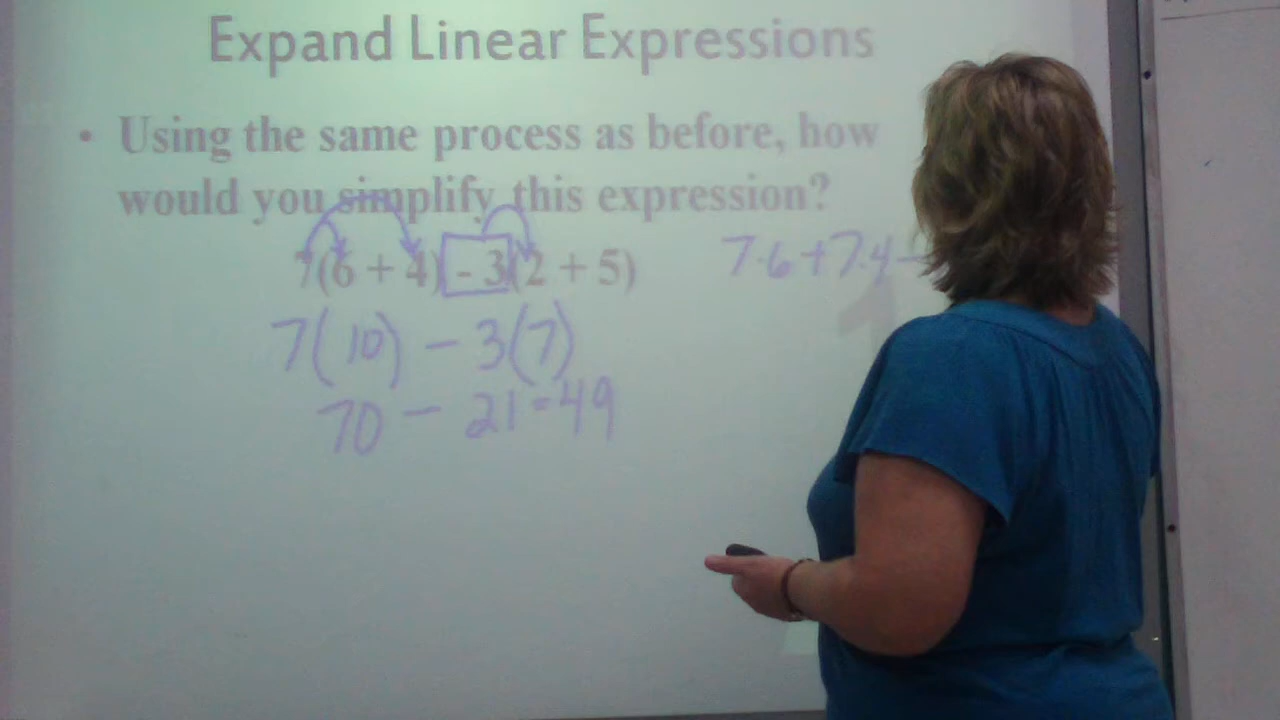 Expand Linear Expressions
• Using the same process as before, how
would you simplify this expression?
7(6 + 4) - 3(2 + 5)
7·6+7·4-
7(10) - 3(7)
70 - 21=49